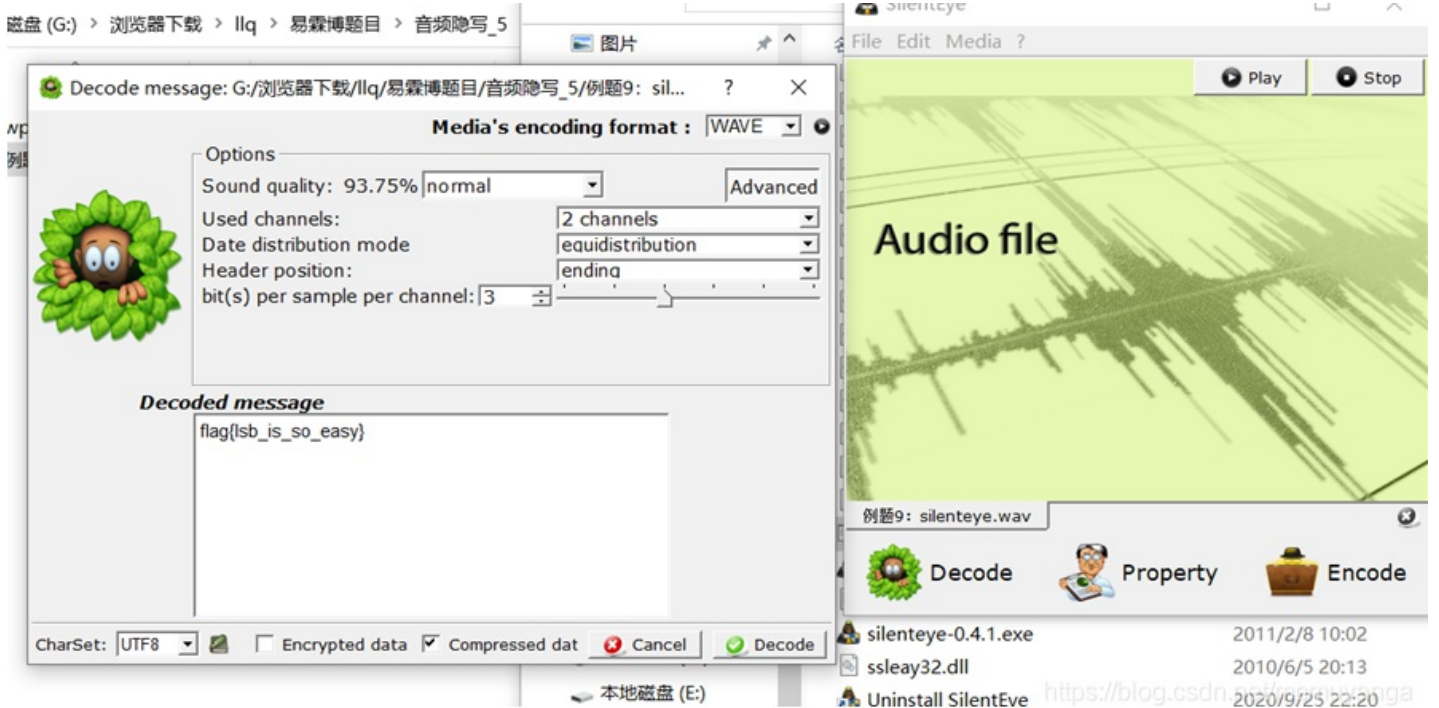 磁盘 (G:) > 浏览器下载 > llq > 易霖博题目 > 音频隐写_5
图片
SilentEye
File Edit Media ?
Play
Stop
Decode message: G:/浏览器下载/llq/易霖博题目/音频隐写_5/例题9：sil... ?
Media's encoding format : WAVE
Options
Sound quality: 93.75% normal
Advanced
Used channels: 2 channels
Date distribution mode equidistribution
Header position: ending
bit(s) per sample per channel: 3
Audio file
Decoded message
flag{lsb_is_so_easy}
例题9：silenteye.wav
Decode
Property
Encode
CharSet: UTF8
Encrypted data
Compressed dat
Cancel
Decode
silenteye-0.4.1.exe 2011/2/8 10:02
ssleay32.dll 2010/6/5 20:13
本地磁盘 (E:)
Uninstall SilentEye 2020/9/25 22:20